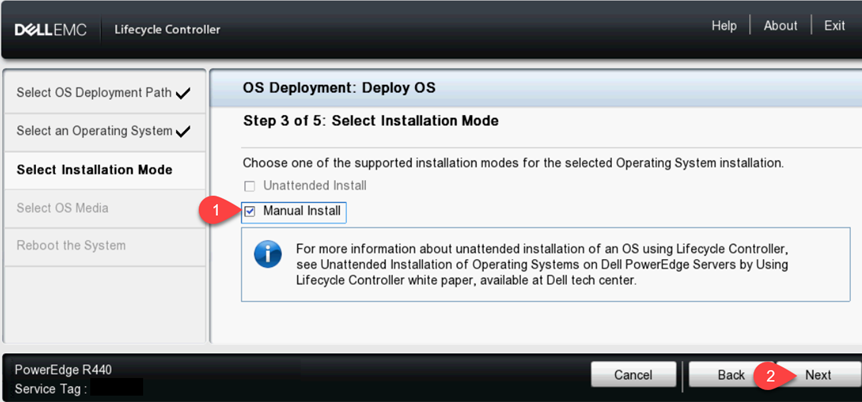 DELLEMC Lifecycle Controller Help About Exit
Select OS Deployment Path
Select an Operating System
Select Installation Mode
Select OS Media
Reboot the System
OS Deployment: Deploy OS
Step 3 of 5: Select Installation Mode
Choose one of the supported installation modes for the selected Operating System installation.
Unattended Install
1 Manual Install
For more information about unattended installation of an OS using Lifecycle Controller,
see Unattended Installation of Operating Systems on Dell PowerEdge Servers by Using
Lifecycle Controller white paper, available at Dell tech center.
PowerEdge R440
Service Tag :
Cancel Back 2 Next